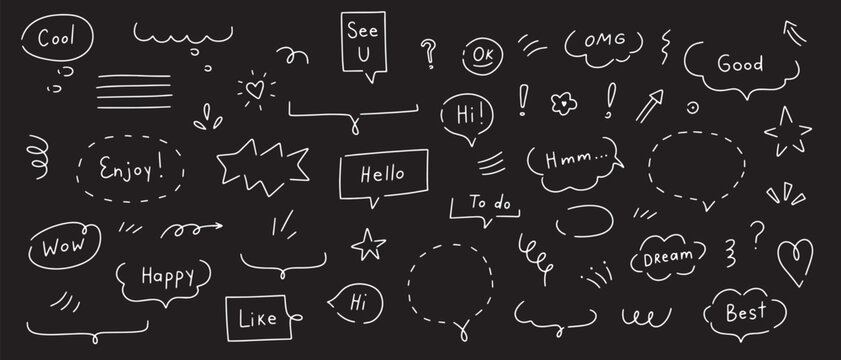 Cool
See
U
?
OK
OMG
Good
Hi!
!
!
Enjoy!
Hello
Hmm...
To do
Wow
Happy
?
Dream
Like
Hi
Best